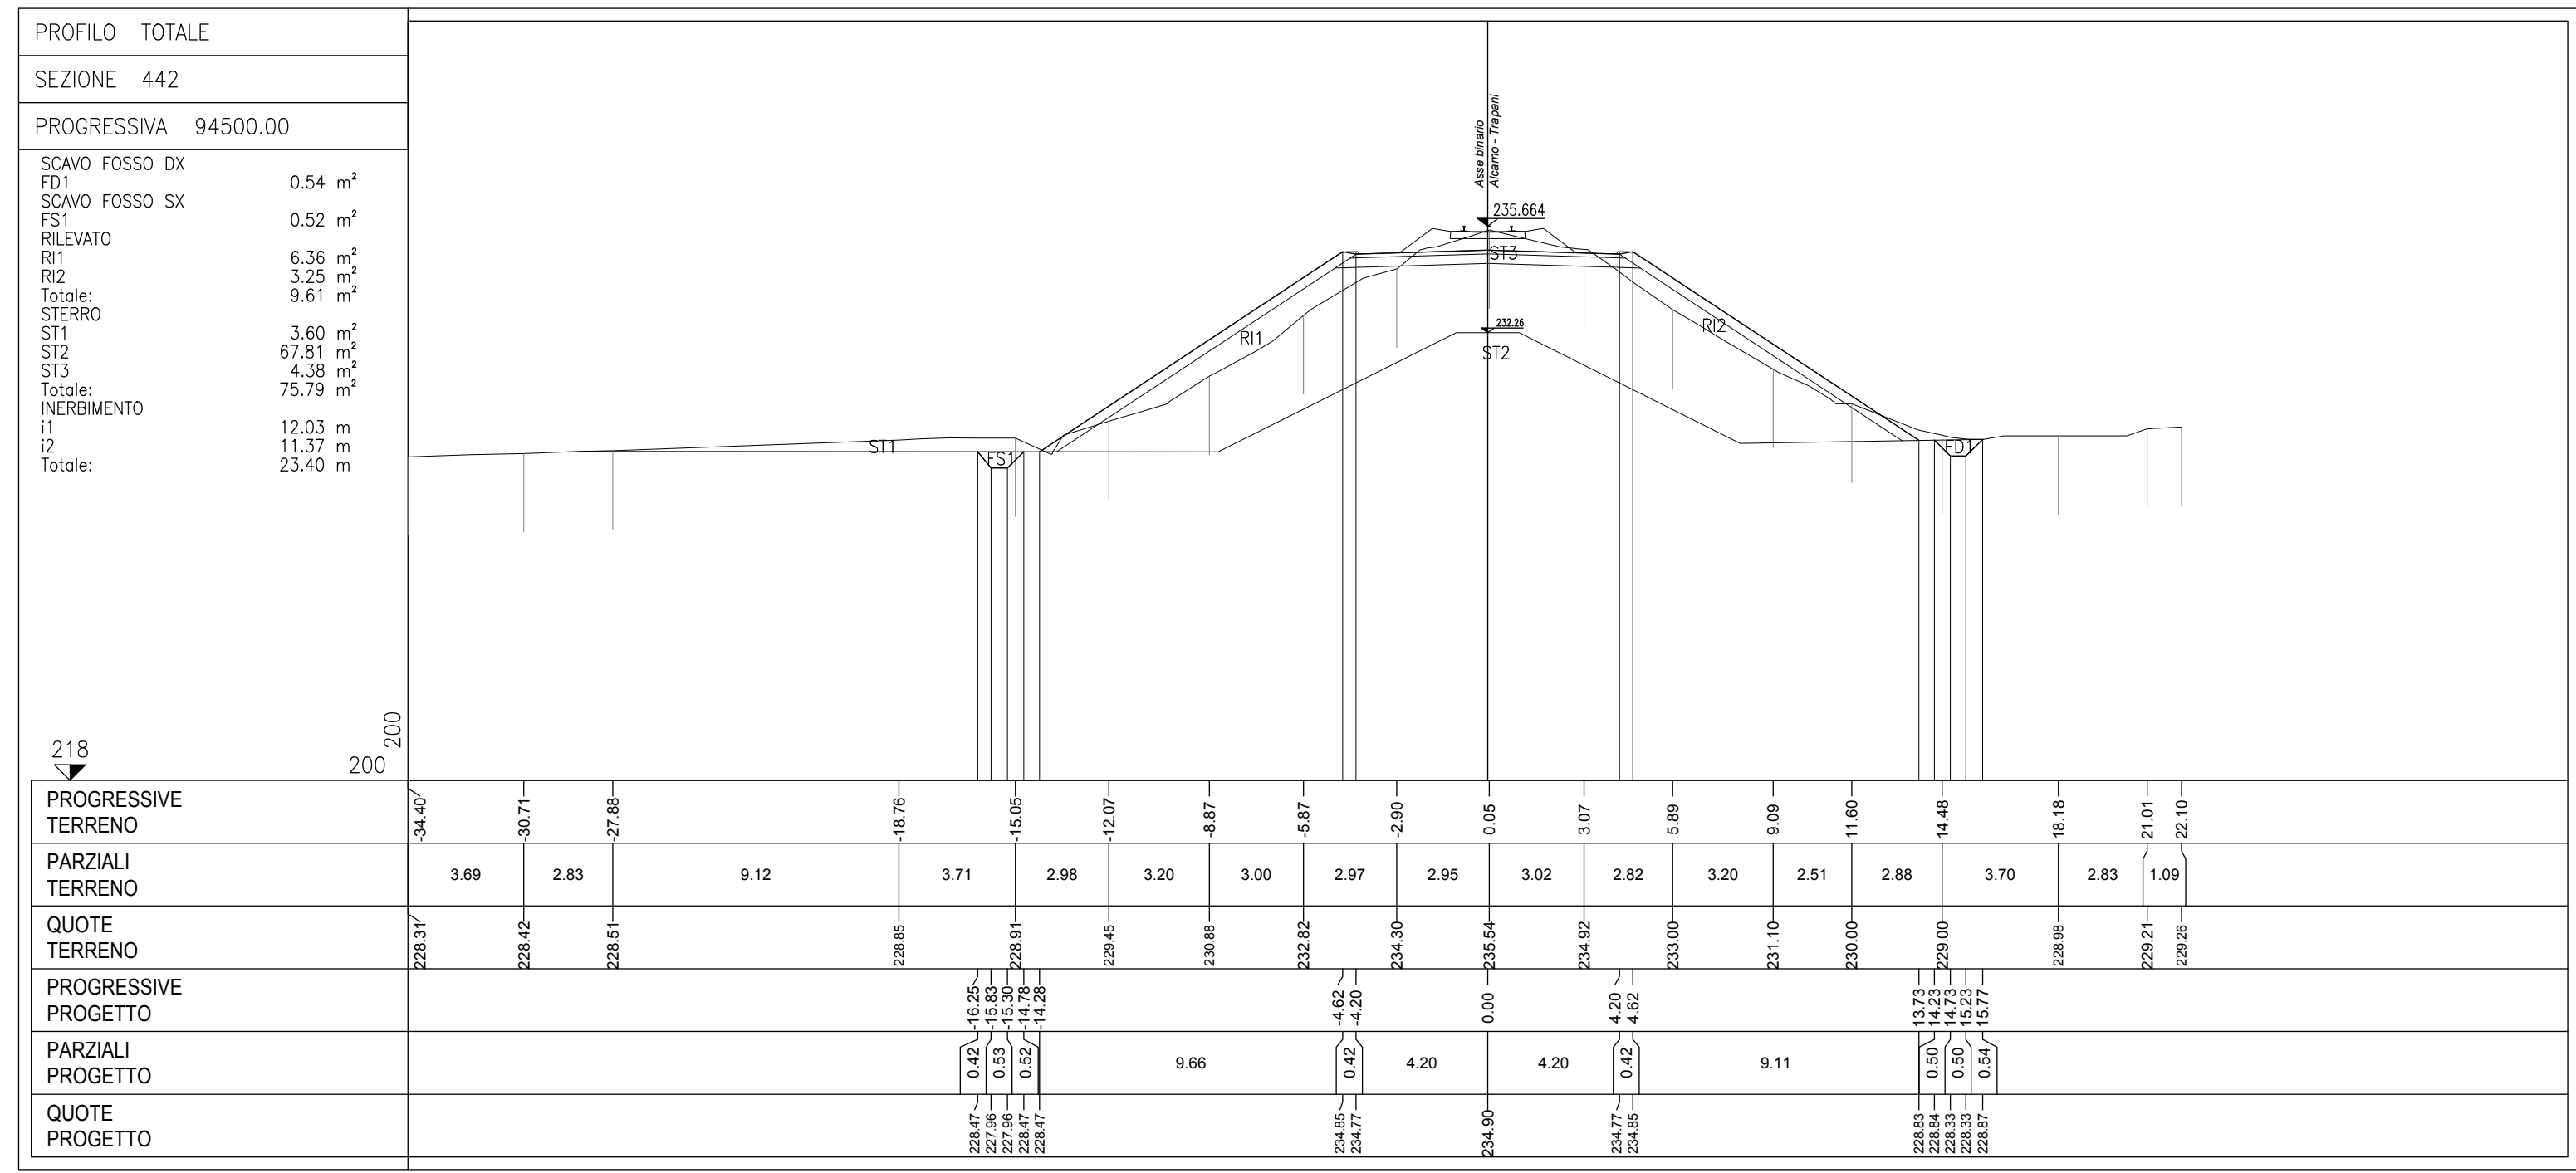 PROFILO TOTALE
SEZIONE 442
PROGRESSIVA 94500.00
SCAVO FOSSO DX
FD1 0.54 m²
SCAVO FOSSO SX
FS1 0.52 m²
RILEVATO
RI1 6.36 m²
RI2 3.25 m²
Totale: 9.61 m²
STERRO
ST1 3.60 m²
ST2 67.81 m²
ST3 4.38 m²
Totale: 75.79 m²
INERBIMENTO
i1 12.03 m
i2 11.37 m
Totale: 23.40 m
Asse binario
Alcamo - Trapani
235.664
ST3
232.26
RI1
RI2
ST2
ST1
FS1
FD1
218
200
200
PROGRESSIVE
TERRENO
-34.40 -30.71 -27.88 -18.76 -15.05 -12.07 -8.87 -5.87 -2.90 0.05 3.07 5.89 9.09 11.60 14.48 18.18 21.01 22.10
PARZIALI
TERRENO
3.69 2.83 9.12 3.71 2.98 3.20 3.00 2.97 2.95 3.02 2.82 3.20 2.51 2.88 3.70 2.83 1.09
QUOTE
TERRENO
228.31 228.42 228.51 228.85 228.91 229.45 230.88 232.82 234.30 235.54 234.92 233.00 231.10 230.00 229.00 228.98 229.21 229.26
PROGRESSIVE
PROGETTO
-16.25 -15.83 -15.30 -14.78 -14.28 -4.62 -4.20 0.00 4.20 4.62 13.73 14.23 14.73 15.23 15.77
PARZIALI
PROGETTO
0.42 0.53 0.52 9.66 0.42 4.20 4.20 0.42 9.11 0.50 0.50 0.54
QUOTE
PROGETTO
228.47 227.96 227.96 228.47 228.47 234.85 234.77 234.90 234.77 234.85 228.83 228.84 228.33 228.33 228.87